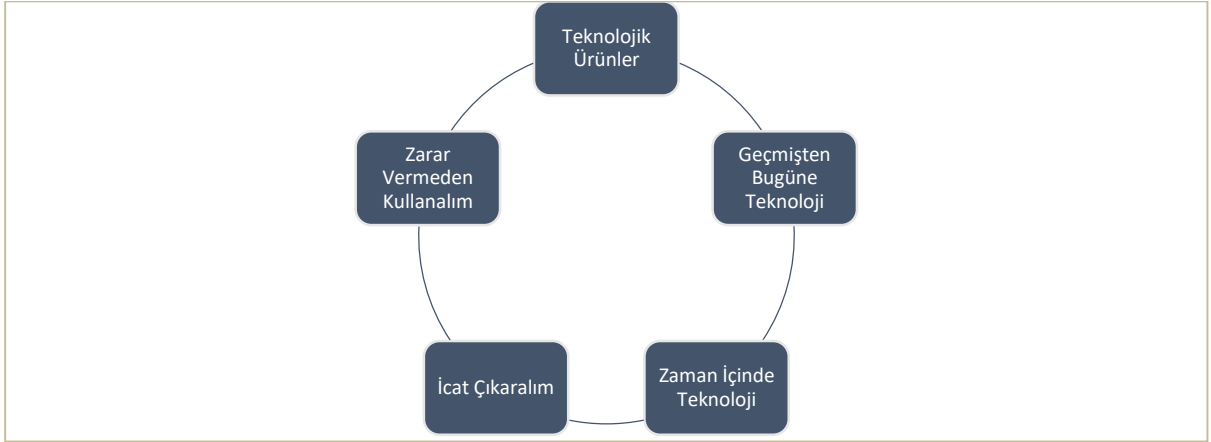 Teknolojik
Ürünler
Geçmişten
Bugüne
Teknoloji
Zaman İçinde
Teknoloji
İcat Çıkaralım
Zarar
Vermeden
Kullanalım